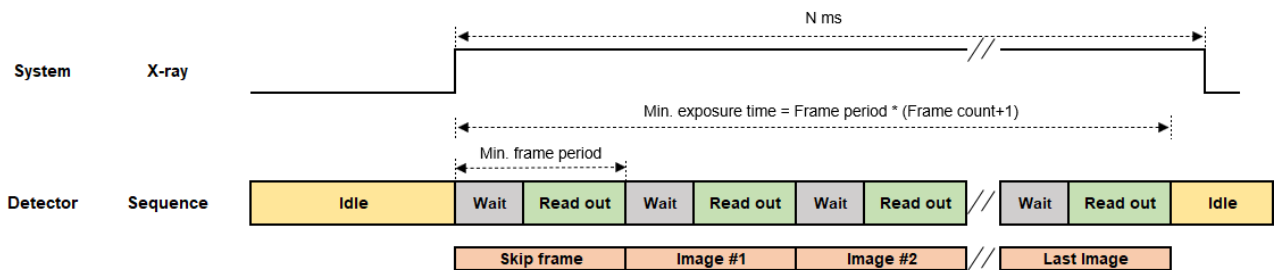 N ms
System X-ray
Min. exposure time = Frame period * (Frame count+1)
Min. frame period
Detector Sequence Idle Wait Read out Wait Read out Wait Read out Wait Read out Idle
Skip frame Image #1 Image #2 Last Image